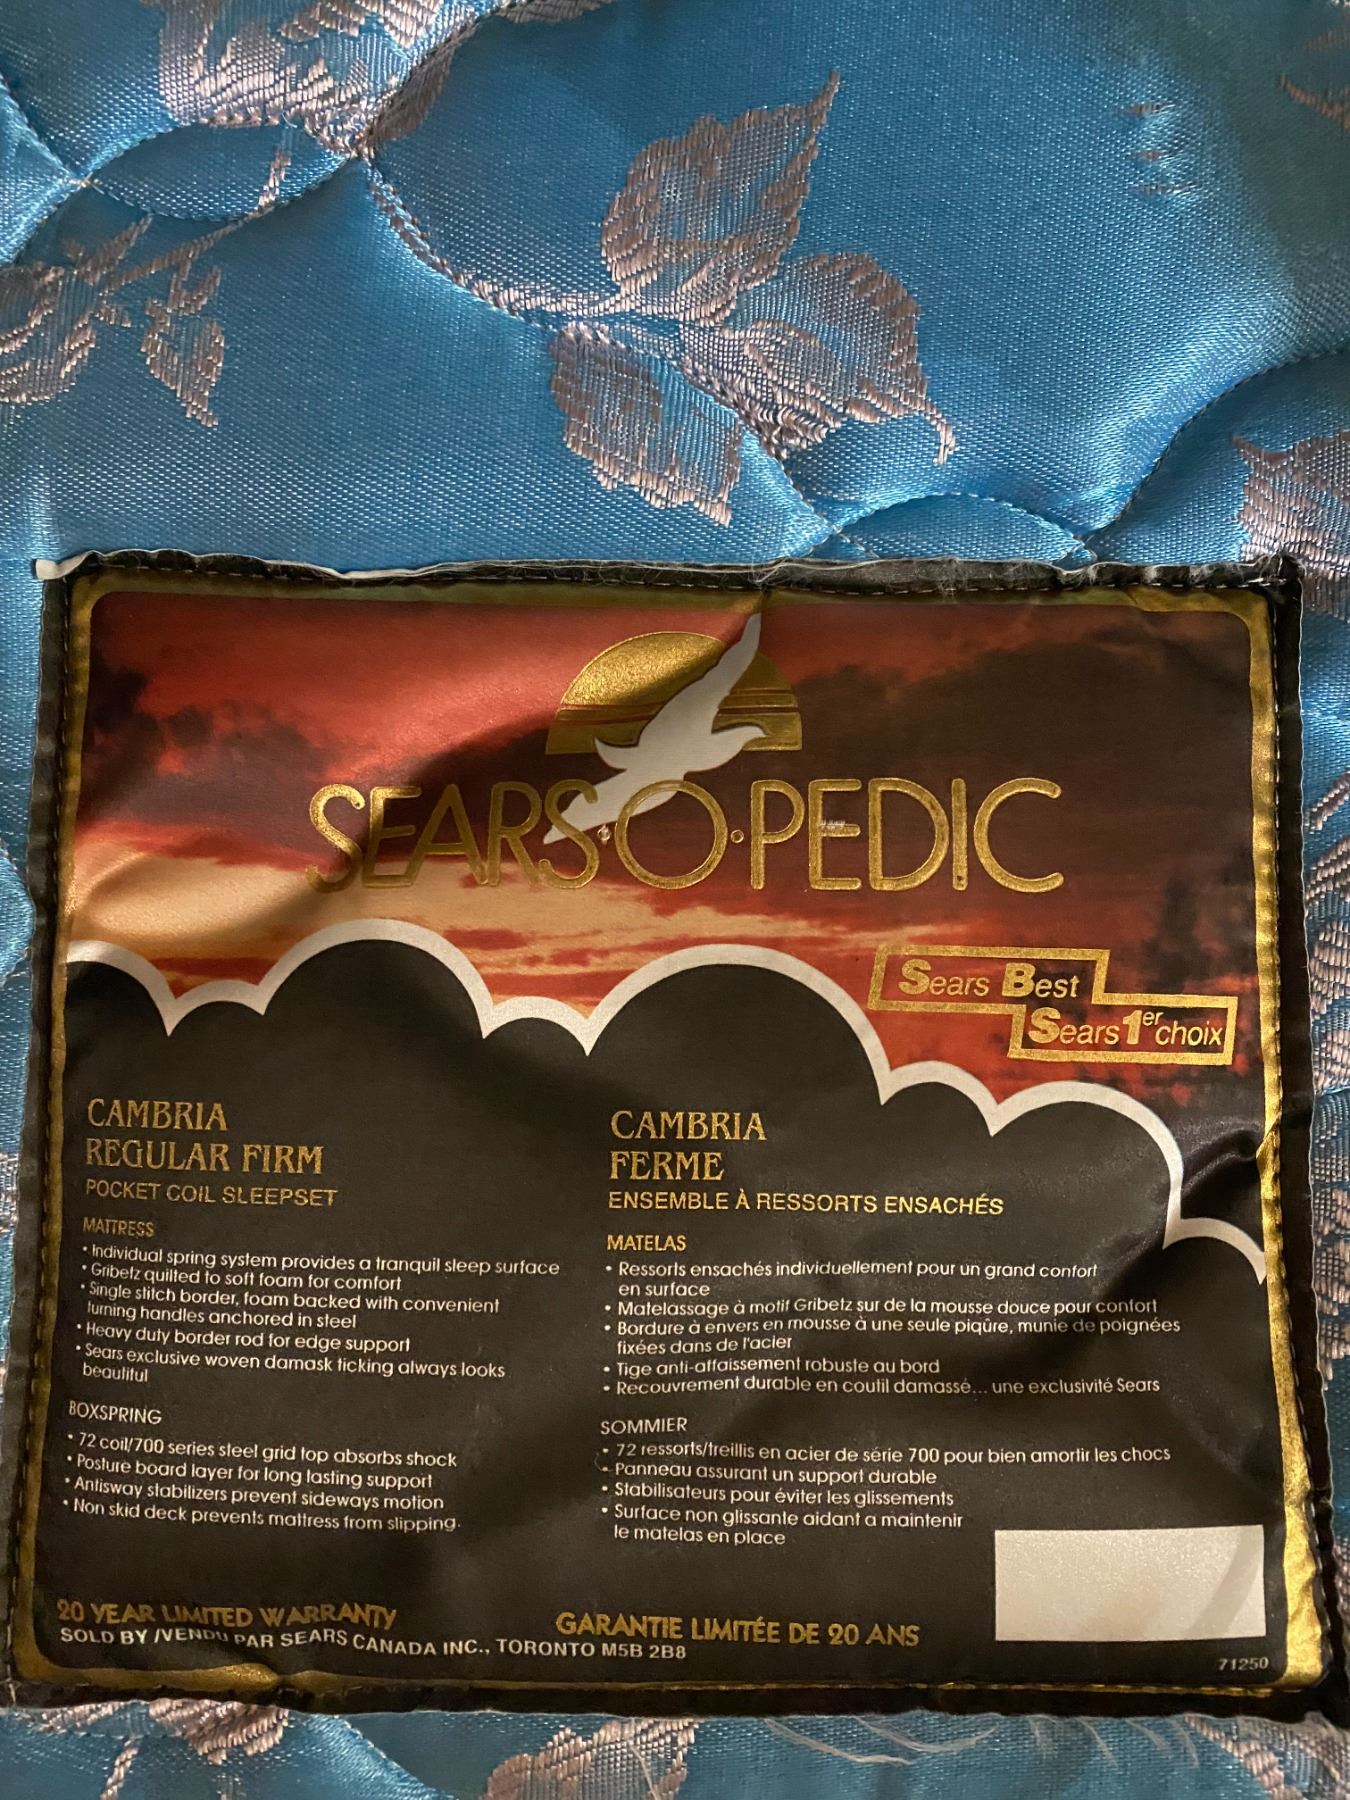 SEARS·O·PEDIC
Sears Best
Sears 1er choix
CAMBRIA
REGULAR FIRM
POCKET COIL SLEEPSET
MATTRESS
• Individual spring system provides a tranquil sleep surface
• Gribetz quilted to soft foam for comfort
• Single stitch border, foam backed with convenient
turning handles anchored in steel
• Heavy duty border rod for edge support
• Sears exclusive woven damask ticking always looks
beautiful
BOXSPRING
• 72 coil/700 series steel grid top absorbs shock
• Posture board layer for long lasting support
• Antisway stabilizers prevent sideways motion
• Non skid deck prevents mattress from slipping.
CAMBRIA
FERME
ENSEMBLE À RESSORTS ENSACHÉS
MATELAS
• Ressorts ensachés individuellement pour un grand confort
en surface
• Matelassage à motif Gribetz sur de la mousse douce pour confort
• Bordure à envers en mousse à une seule piqûre, munie de poignées
fixées dans de l'acier
• Tige anti-affaissement robuste au bord
• Recouvrement durable en coutil damassé... une exclusivité Sears
SOMMIER
• 72 ressorts/treillis en acier de série 700 pour bien amortir les chocs
• Panneau assurant un support durable
• Stabilisateurs pour éviter les glissements
• Surface non glissante aidant a maintenir
le matelas en place
20 YEAR LIMITED WARRANTY
GARANTIE LIMITÉE DE 20 ANS
SOLD BY /VENDU PAR SEARS CANADA INC., TORONTO M5B 2B8
71250